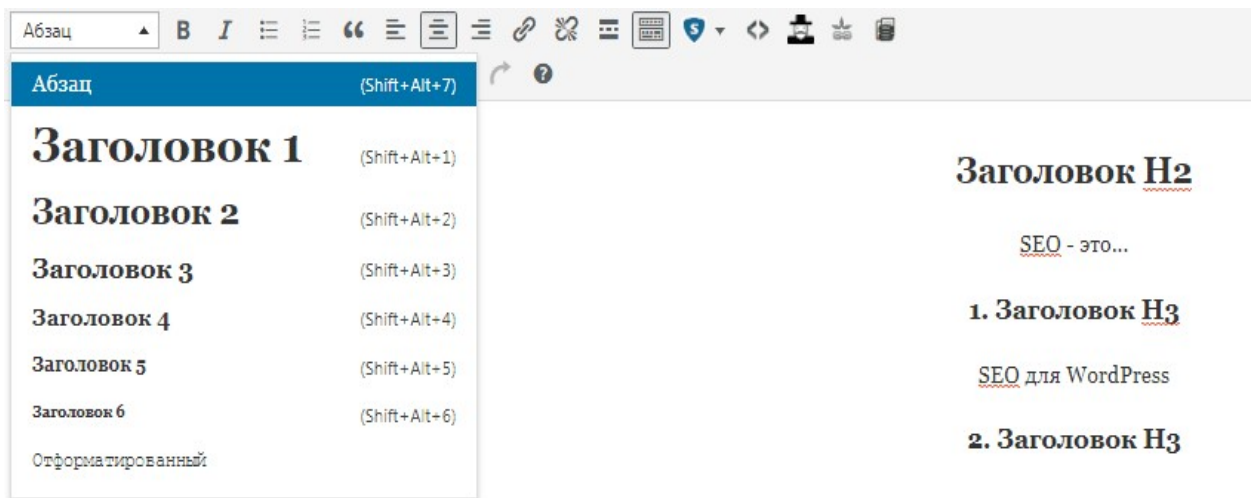 Абзац
Абзац (Shift+Alt+7)
Заголовок 1 (Shift+Alt+1)
Заголовок 2 (Shift+Alt+2)
Заголовок 3 (Shift+Alt+3)
Заголовок 4 (Shift+Alt+4)
Заголовок 5 (Shift+Alt+5)
Заголовок 6 (Shift+Alt+6)
Отформатированный
Заголовок H2
SEO - это...
1. Заголовок H3
SEO для WordPress
2. Заголовок H3